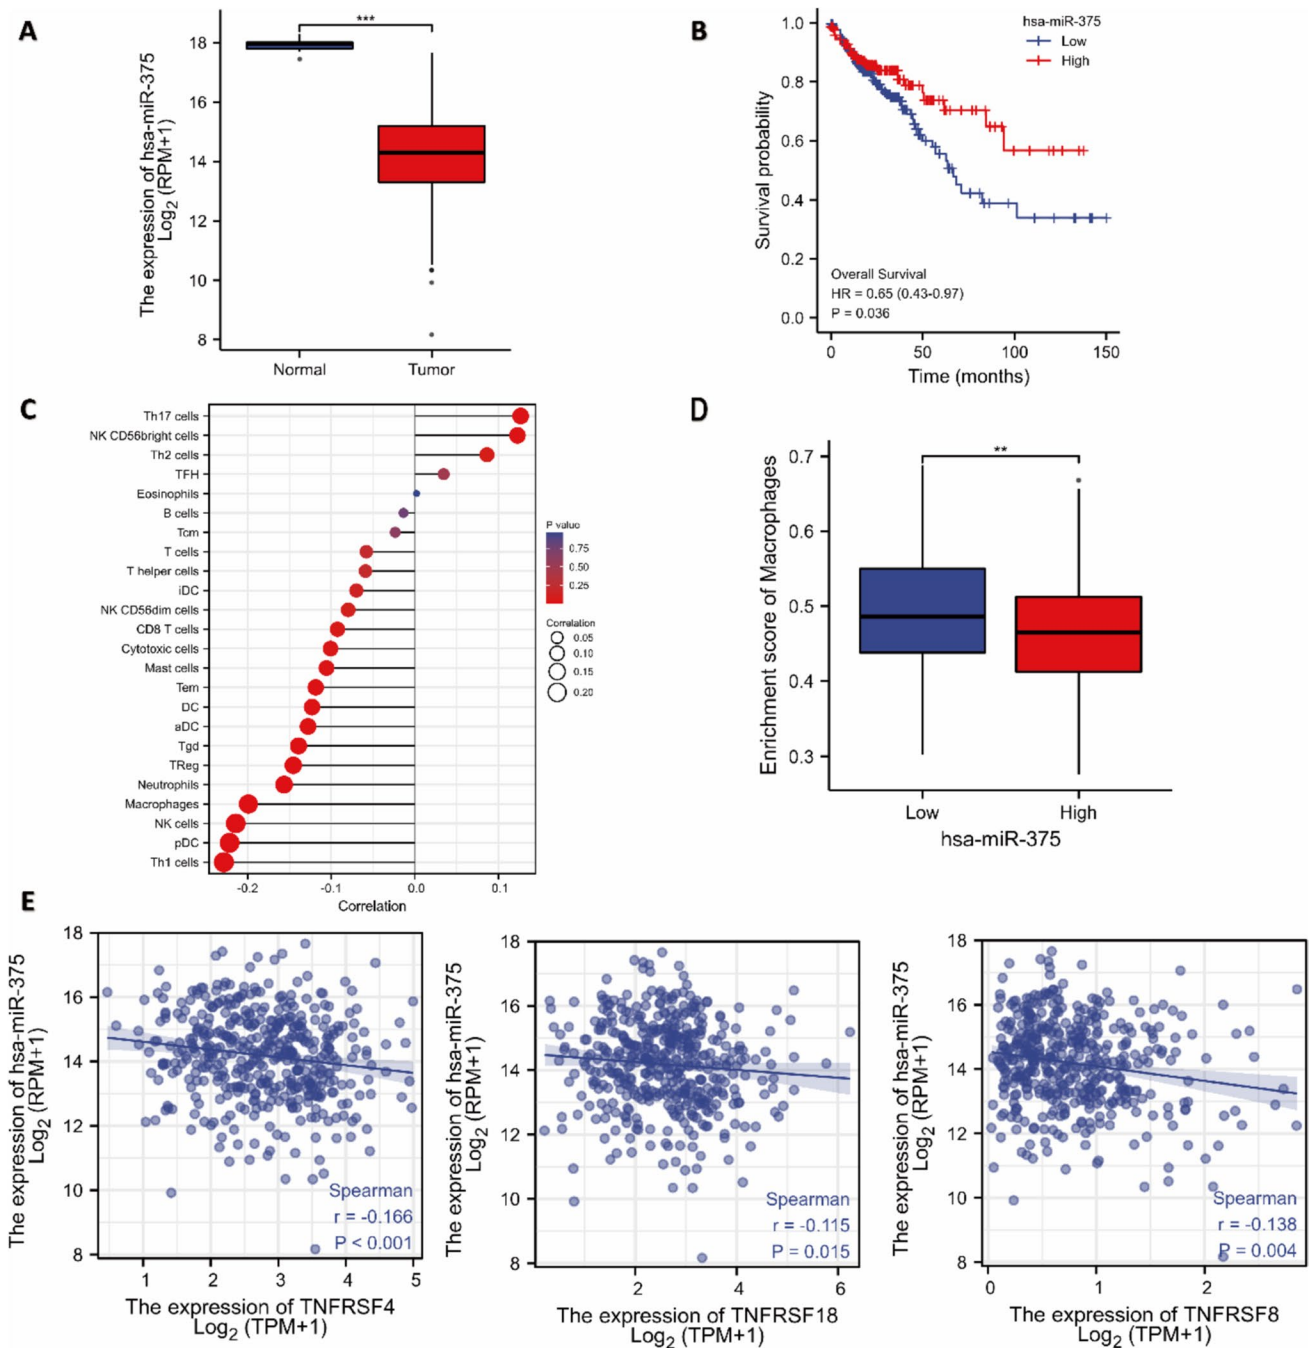 A
The expression of hsa-miR-375
Log2 (RPM+1)
18
16
14
12
10
8
***
Normal
Tumor
B
Survival probability
1.0
0.8
0.6
0.4
0.2
0.0
hsa-miR-375
Low
High
Overall Survival
HR = 0.65 (0.43-0.97)
P = 0.036
0
50
100
150
Time (months)
C
Th17 cells
NK CD56bright cells
Th2 cells
TFH
Eosinophils
B cells
Tcm
T cells
T helper cells
iDC
NK CD56dim cells
CD8 T cells
Cytotoxic cells
Mast cells
Tem
DC
aDC
Tgd
TReg
Neutrophils
Macrophages
NK cells
pDC
Th1 cells
-0.2
-0.1
0.0
0.1
Correlation
P value
0.75
0.50
0.25
Correlation
0.05
0.10
0.15
0.20
D
Enrichment score of Macrophages
0.7
0.6
0.5
0.4
0.3
**
Low
High
hsa-miR-375
E
The expression of hsa-miR-375
Log2 (RPM+1)
18
16
14
12
10
8
Spearman
r = -0.166
P < 0.001
1
2
3
4
5
The expression of TNFRSF4
Log2 (TPM+1)
The expression of hsa-miR-375
Log2 (RPM+1)
18
16
14
12
10
8
Spearman
r = -0.115
P = 0.015
2
4
6
The expression of TNFRSF18
Log2 (TPM+1)
The expression of hsa-miR-375
Log2 (RPM+1)
18
16
14
12
10
8
Spearman
r = -0.138
P = 0.004
0
1
2
The expression of TNFRSF8
Log2 (TPM+1)